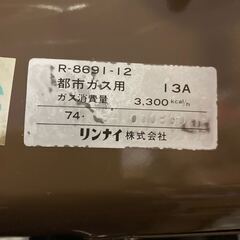 R-8691-12
都市ガス用 13A
ガス消費量 3,300 kcal/h
74・
リンナイ株式会社